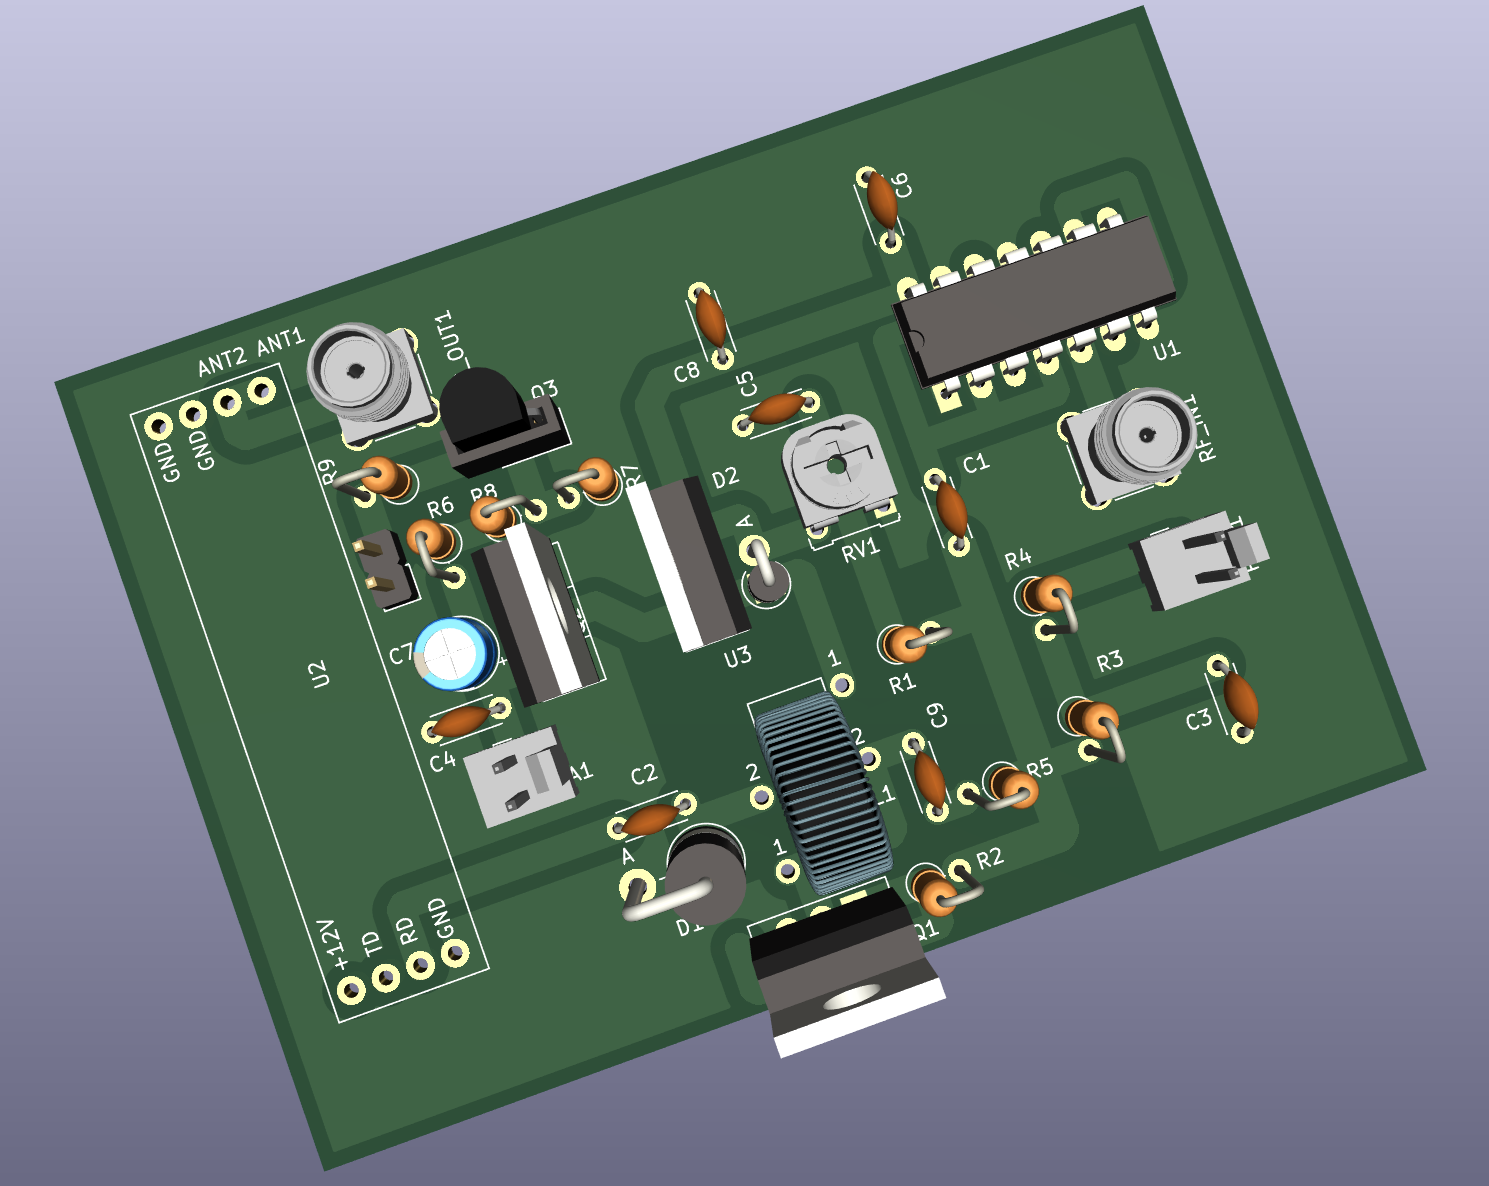 C6
U1
ANT2 ANT1
OUT1
GND
GND
C8
C5
D3
R9
R6
R8
R7
D2
A
RV1
C1
RF_IN1
R4
C7
+
U2
U3
1
R1
R3
C3
C4
A1
C2
2
2
C9
L1
R5
A
1
R2
D1
Q1
+12V
TD
RD
GND